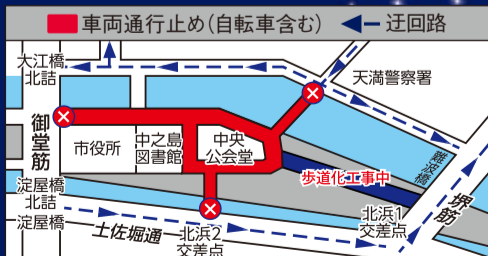 車両通行止め(自転車含む) 迂回路
大江橋
北詰
天満警察署
御堂筋
市役所
中之島
図書館
中央
公会堂
難波橋
歩道化工事中
淀屋橋
北詰
淀屋橋
土佐堀通
北浜2
交差点
北浜1
交差点
堺筋